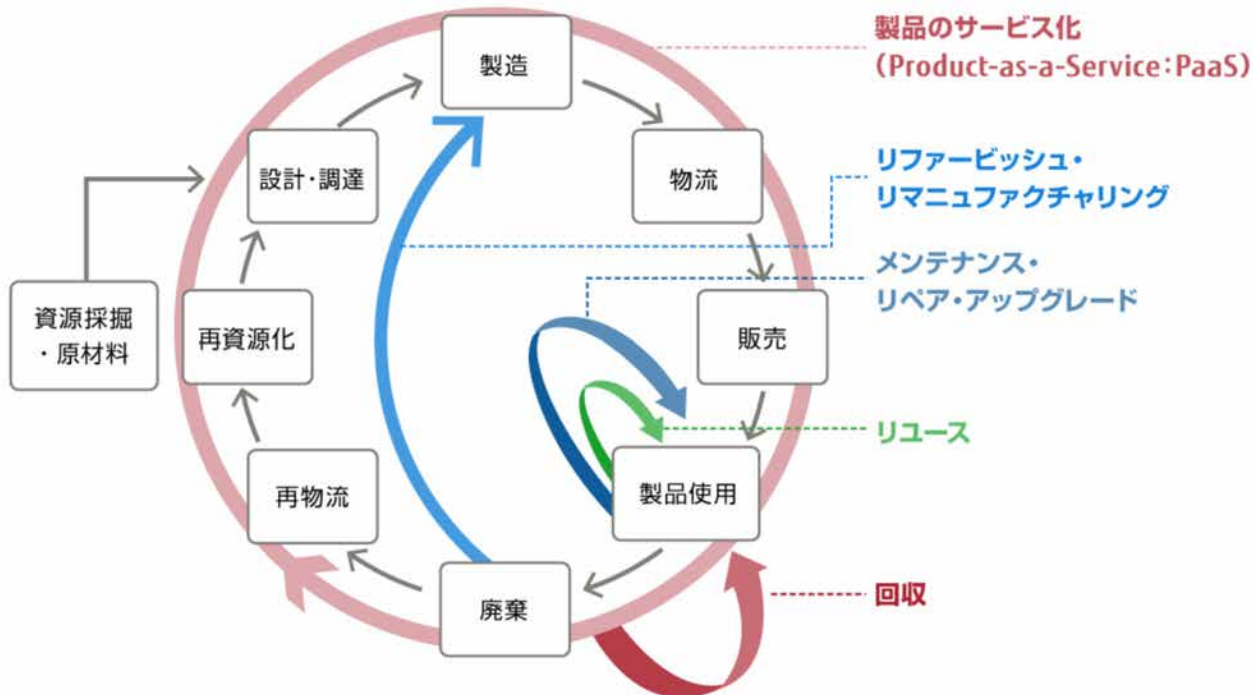 製造
物流
販売
製品使用
廃棄
再物流
再資源化
設計・調達
資源採掘
・原材料
製品のサービス化
(Product-as-a-Service:PaaS)
リファービッシュ・
リマニュファクチャリング
メンテナンス・
リペア・アップグレード
リユース
回収